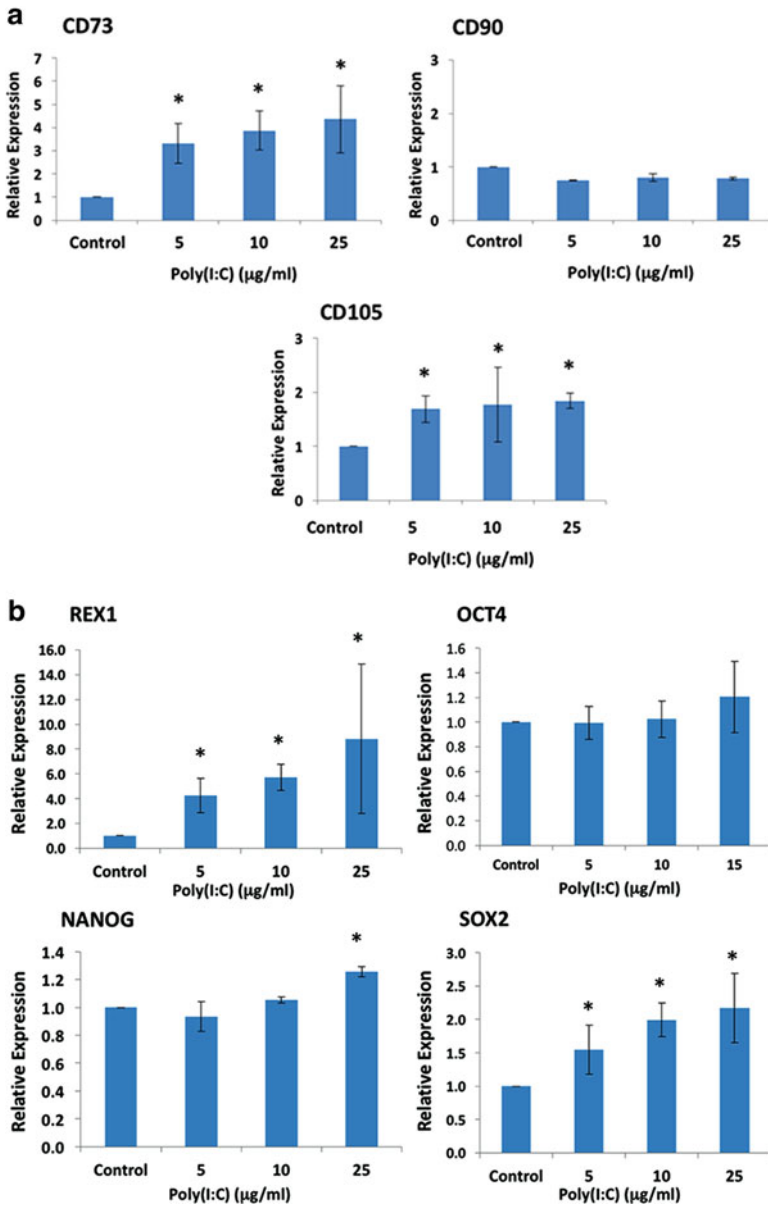 a
CD73
Relative Expression
7
6
5
4
3
2
1
0
* * *
Control 5 10 25
Poly(I:C) (µg/ml)
CD90
Relative Expression
3
2
1
0
Control 5 10 25
Poly(I:C) (µg/ml)
CD105
Relative Expression
3
2
1
0
* * *
Control 5 10 25
Poly(I:C) (µg/ml)
b
REX1
Relative Expression
16.0
14.0
12.0
10.0
8.0
6.0
4.0
2.0
0.0
* * *
Control 5 10 25
Poly(I:C) (µg/ml)
OCT4
Relative Expression
1.6
1.4
1.2
1.0
0.8
0.6
0.4
0.2
0.0
Control 5 10 15
Poly(I:C) (µg/ml)
NANOG
Relative Expression
1.4
1.2
1.0
0.8
0.6
0.4
0.2
0.0
*
Control 5 10 25
Poly(I:C) (µg/ml)
SOX2
Relative Expression
3.0
2.5
2.0
1.5
1.0
0.5
0.0
* * *
Control 5 10 25
Poly(I:C) (µg/ml)